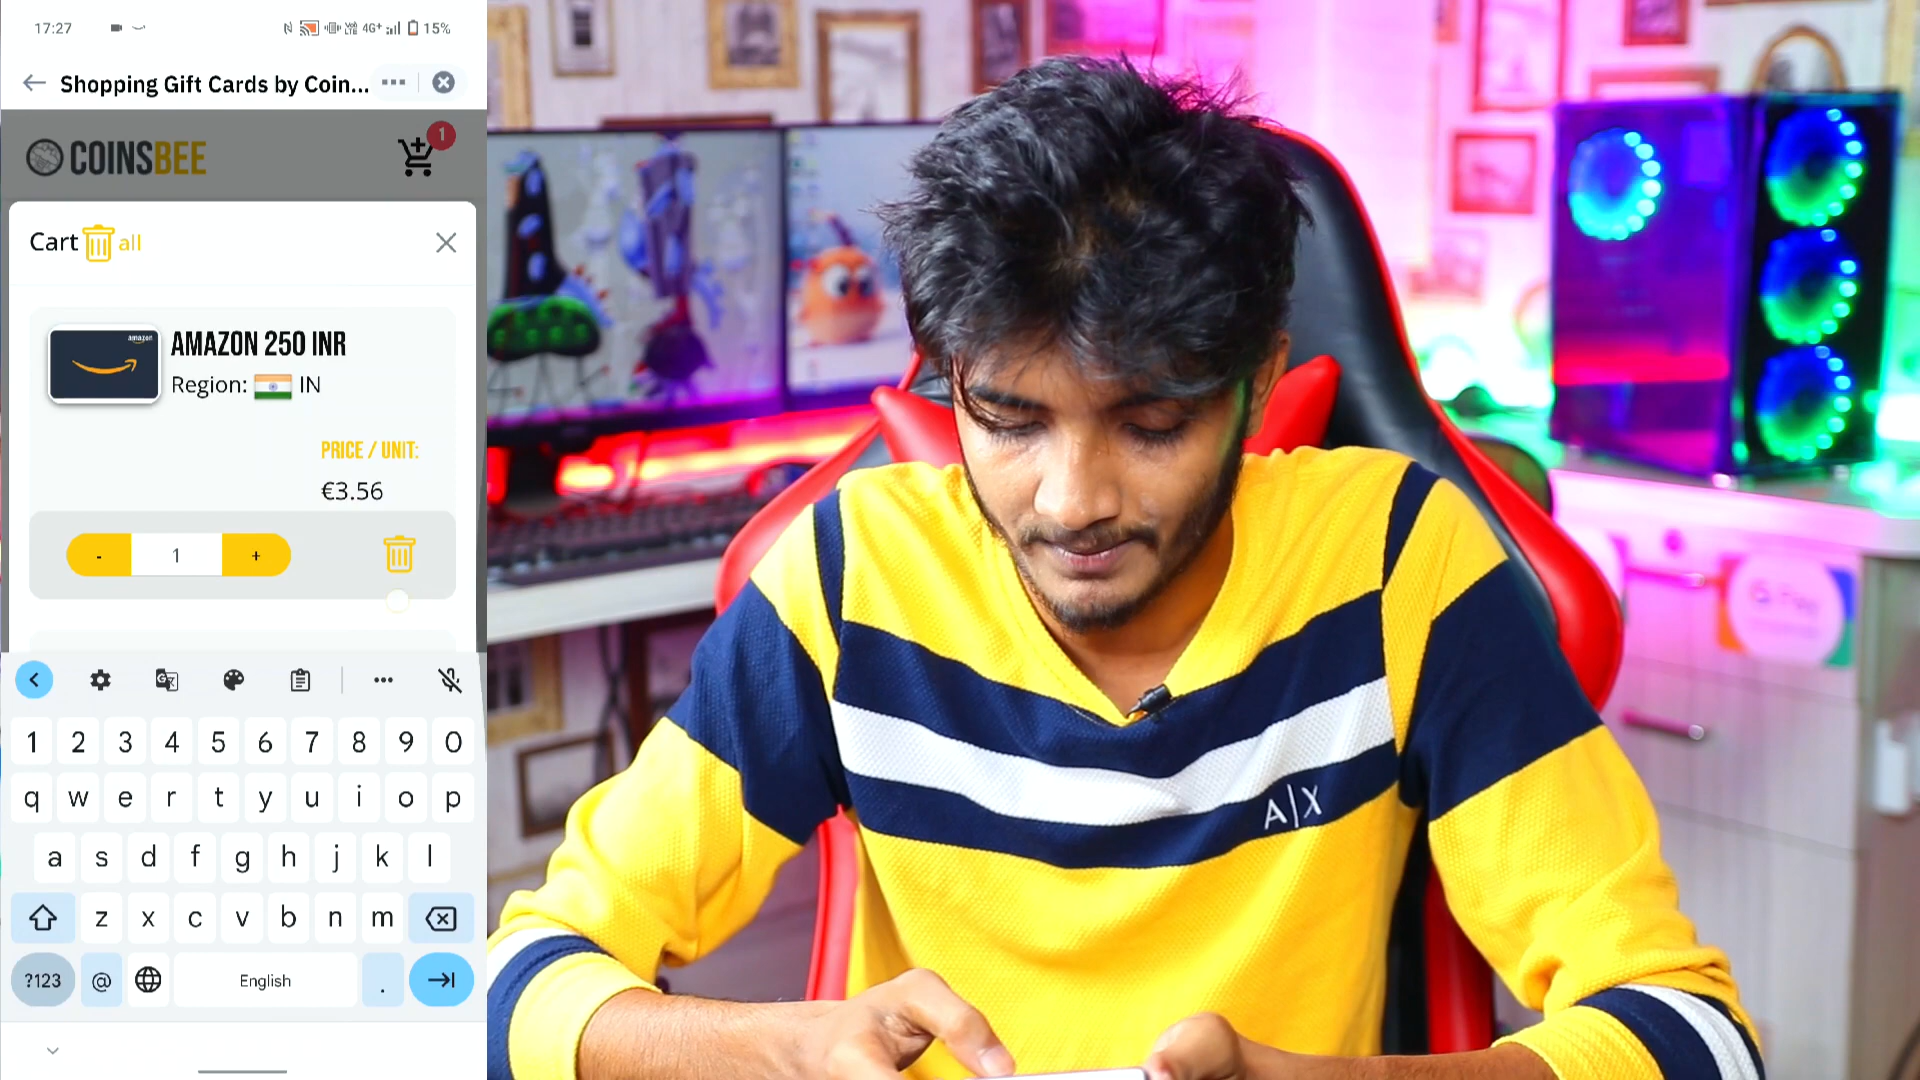 17:27
4G+ 15%
Shopping Gift Cards by Coin...
COINSBEE
1
Cart all
amazon
AMAZON 250 INR
Region: IN
PRICE / UNIT:
€3.56
- 1 +
1 2 3 4 5 6 7 8 9 0
q w e r t y u i o p
a s d f g h j k l
z x c v b n m
?123 @ English .
A|X